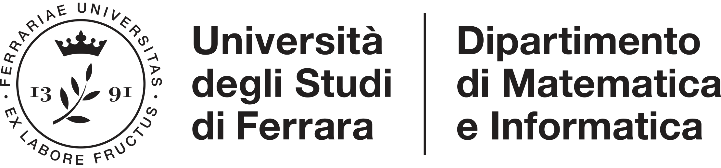 FERRARIAE UNIVERSITAS
13 91
EX LABORE FRUCTUS
Università
degli Studi
di Ferrara
Dipartimento
di Matematica
e Informatica